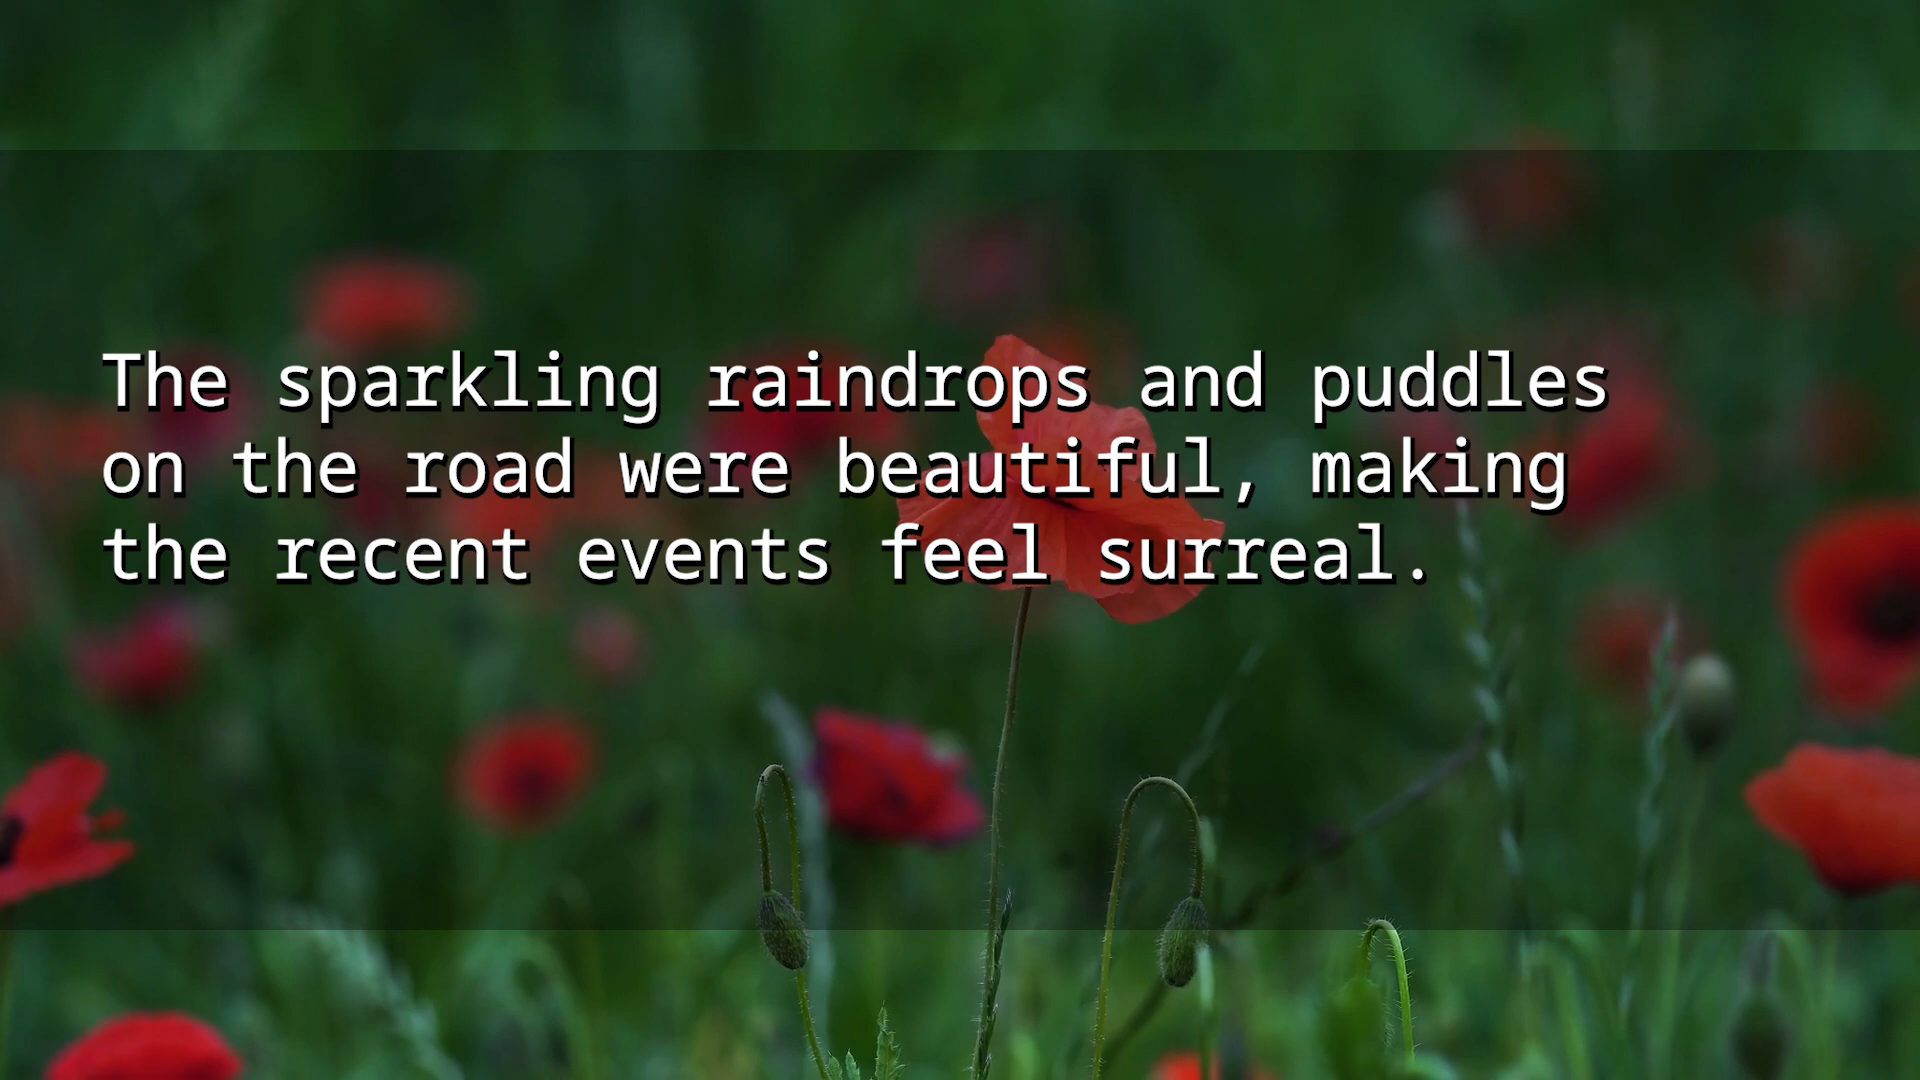 The sparkling raindrops and puddles
on the road were beautiful, making
the recent events feel surreal.